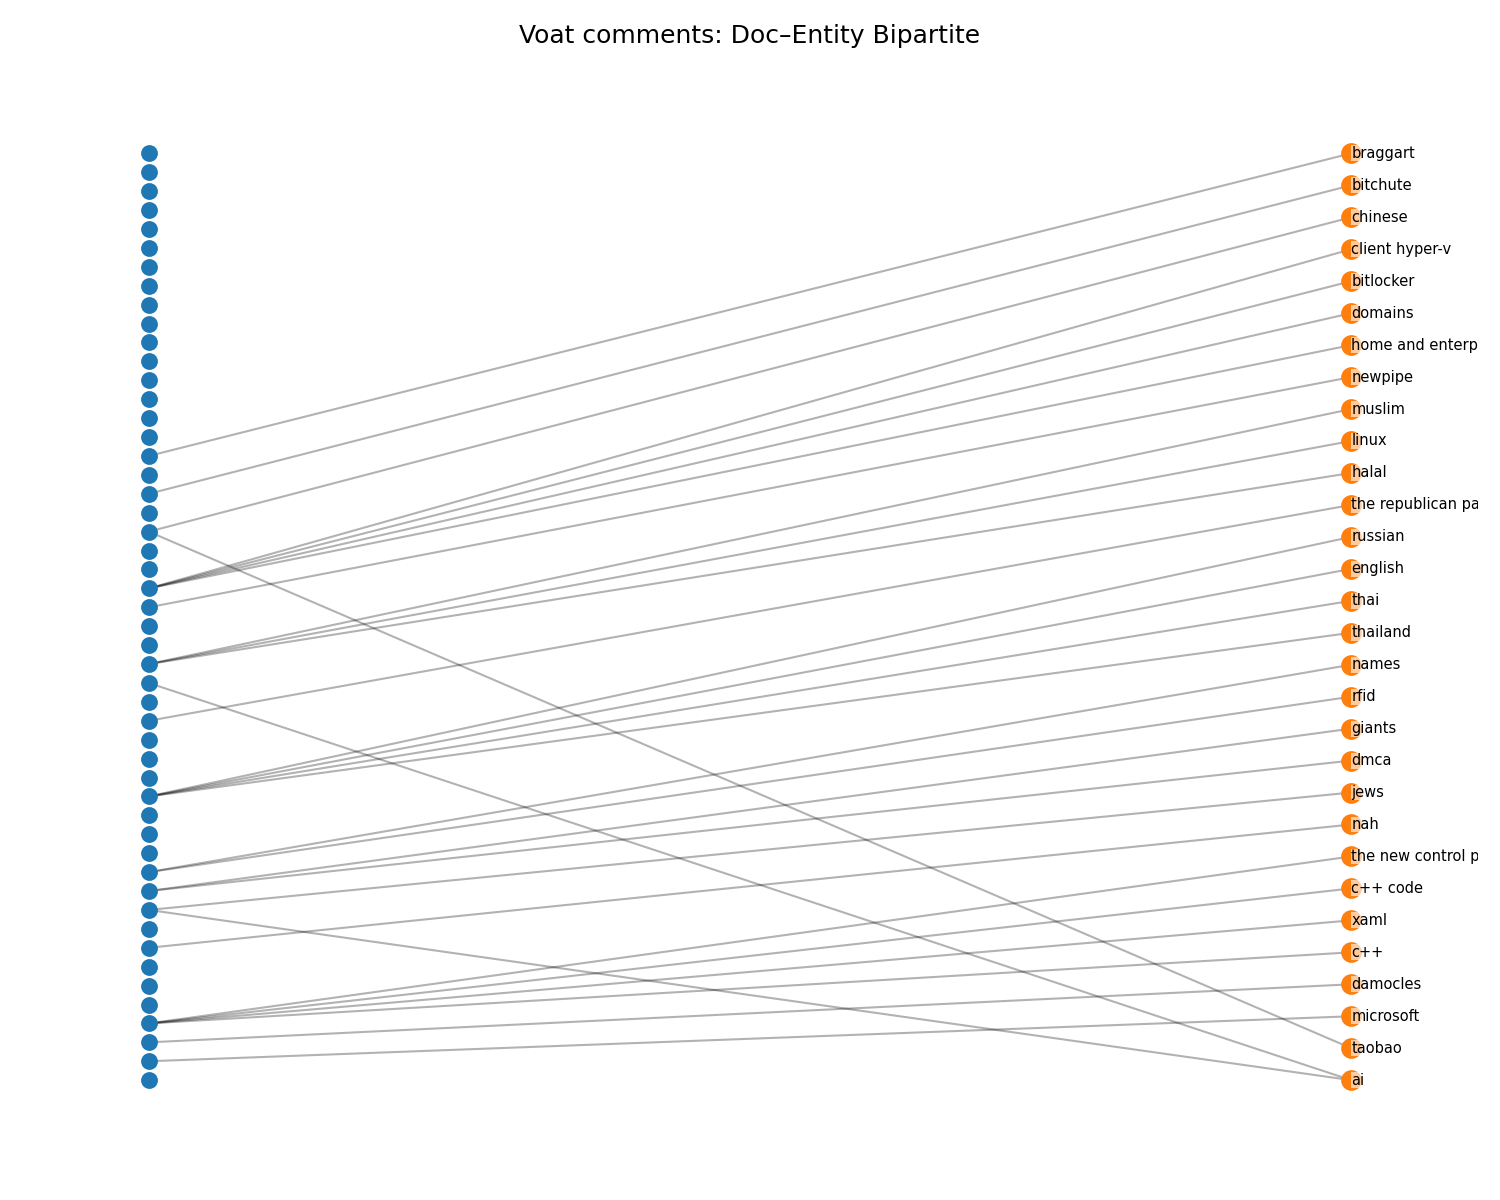 Voat comments: Doc–Entity Bipartite
braggart
bitchute
chinese
client hyper-v
bitlocker
domains
home and enterp
newpipe
muslim
linux
halal
the republican pa
russian
english
thai
thailand
names
rfid
giants
dmca
jews
nah
the new control p
c++ code
xaml
c++
damocles
microsoft
taobao
ai